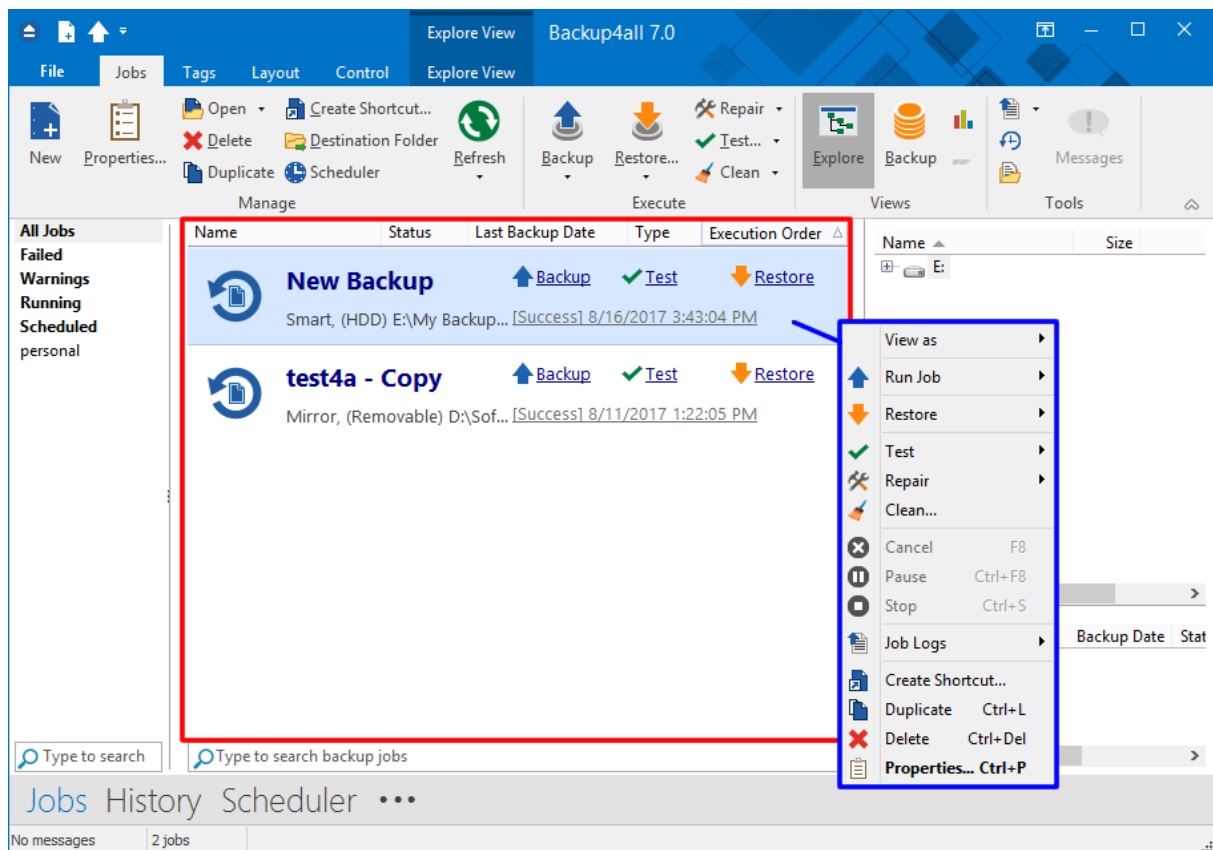 Explore View Backup4all 7.0
File Jobs Tags Layout Control Explore View
New
Properties...
Open
Delete
Duplicate
Create Shortcut...
Destination Folder
Scheduler
Refresh
Manage
Backup
Restore...
Repair
Test...
Clean
Execute
Explore
Backup
Views
Messages
Tools
All Jobs
Failed
Warnings
Running
Scheduled
personal
Type to search
Name Status Last Backup Date Type Execution Order
New Backup Backup Test Restore
Smart, (HDD) E:\My Backup... [Success] 8/16/2017 3:43:04 PM
test4a - Copy Backup Test Restore
Mirror, (Removable) D:\Sof... [Success] 8/11/2017 1:22:05 PM
Type to search backup jobs
Name Size
E:
View as
Run Job
Restore
Test
Repair
Clean...
Cancel F8
Pause Ctrl+F8
Stop Ctrl+S
Job Logs
Create Shortcut...
Duplicate Ctrl+L
Delete Ctrl+Del
Properties... Ctrl+P
Backup Date Stat
Jobs History Scheduler •••
No messages 2 jobs